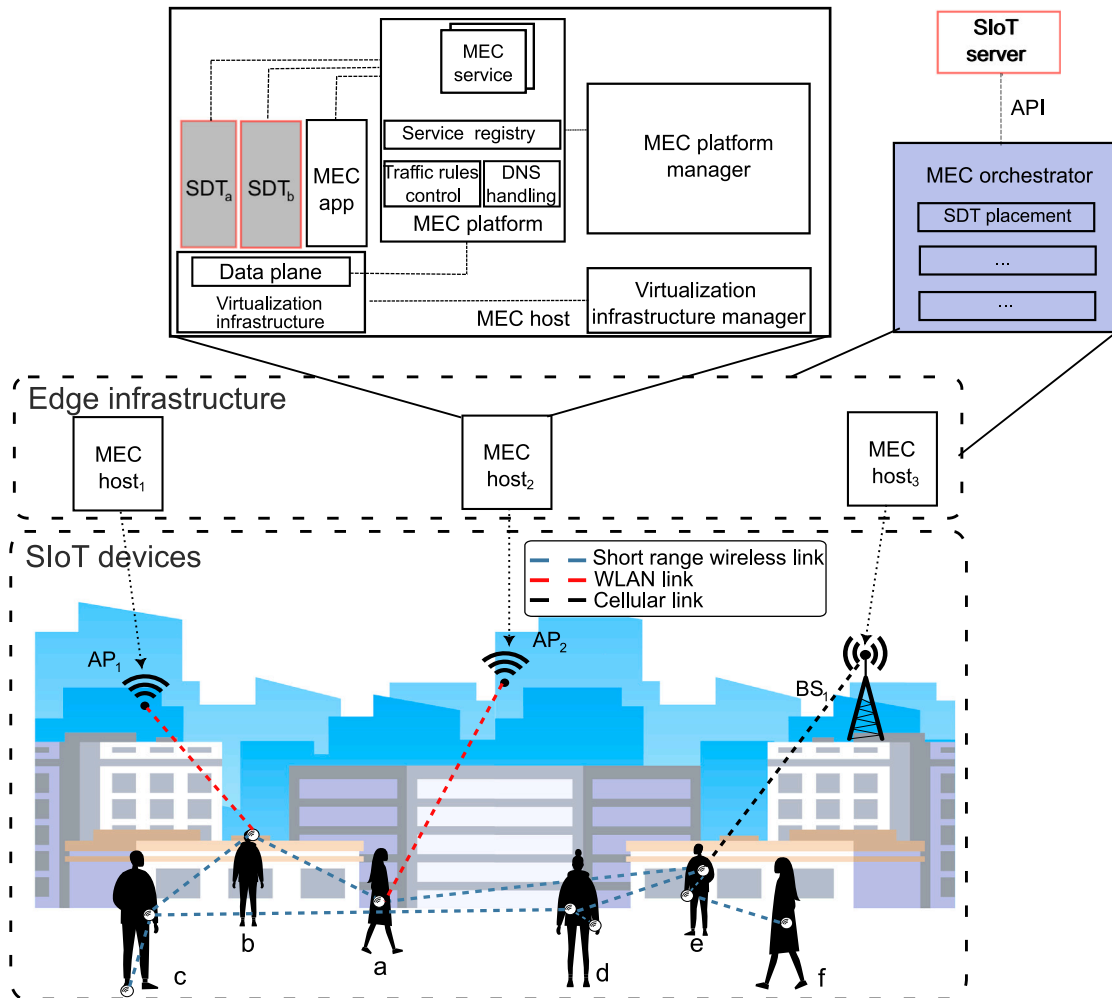 MEC
service
SIoT
server
API
Service registry
Traffic rules
control
DNS
handling
MEC platform
SDTa
SDTb
MEC
app
MEC platform
manager
MEC orchestrator
SDT placement
...
...
Data plane
Virtualization
infrastructure
MEC host
Virtualization
infrastructure manager
Edge infrastructure
MEC
host1
MEC
host2
MEC
host3
SIoT devices
Short range wireless link
WLAN link
Cellular link
AP1
AP2
BS1
b
a
c
d
e
f